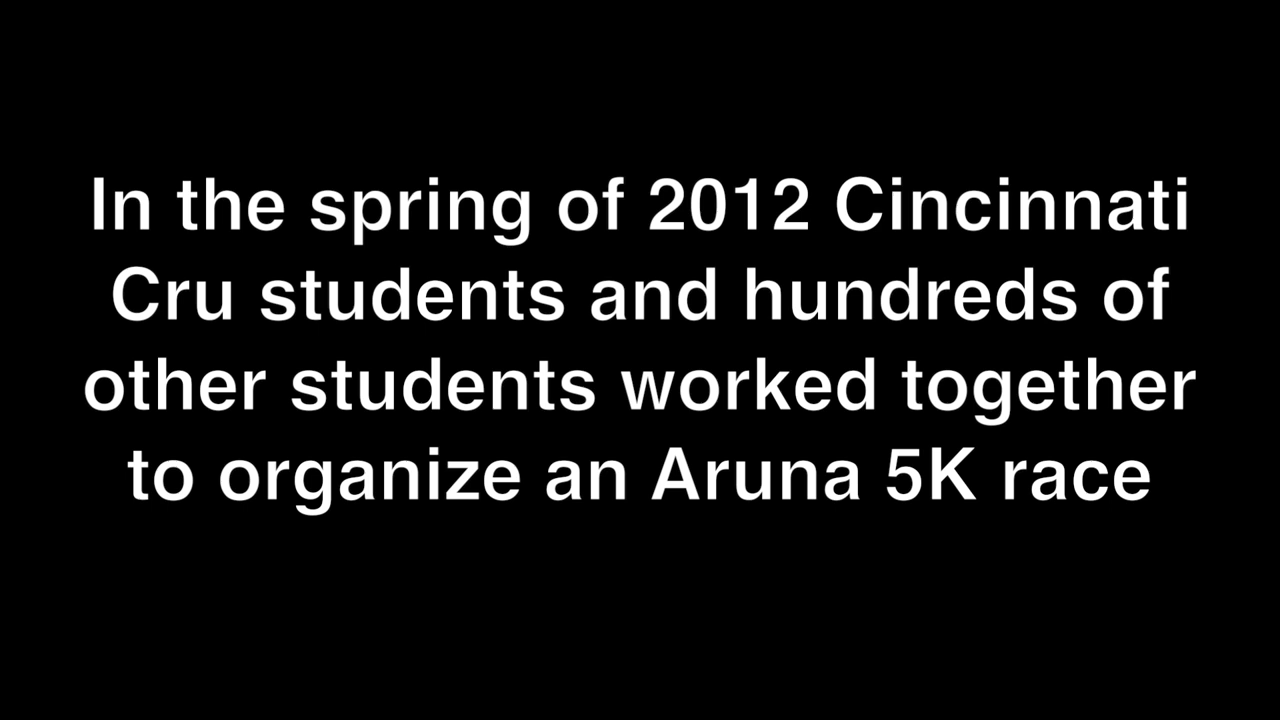 In the spring of 2012 Cincinnati
Cru students and hundreds of
other students worked together
to organize an Aruna 5K race